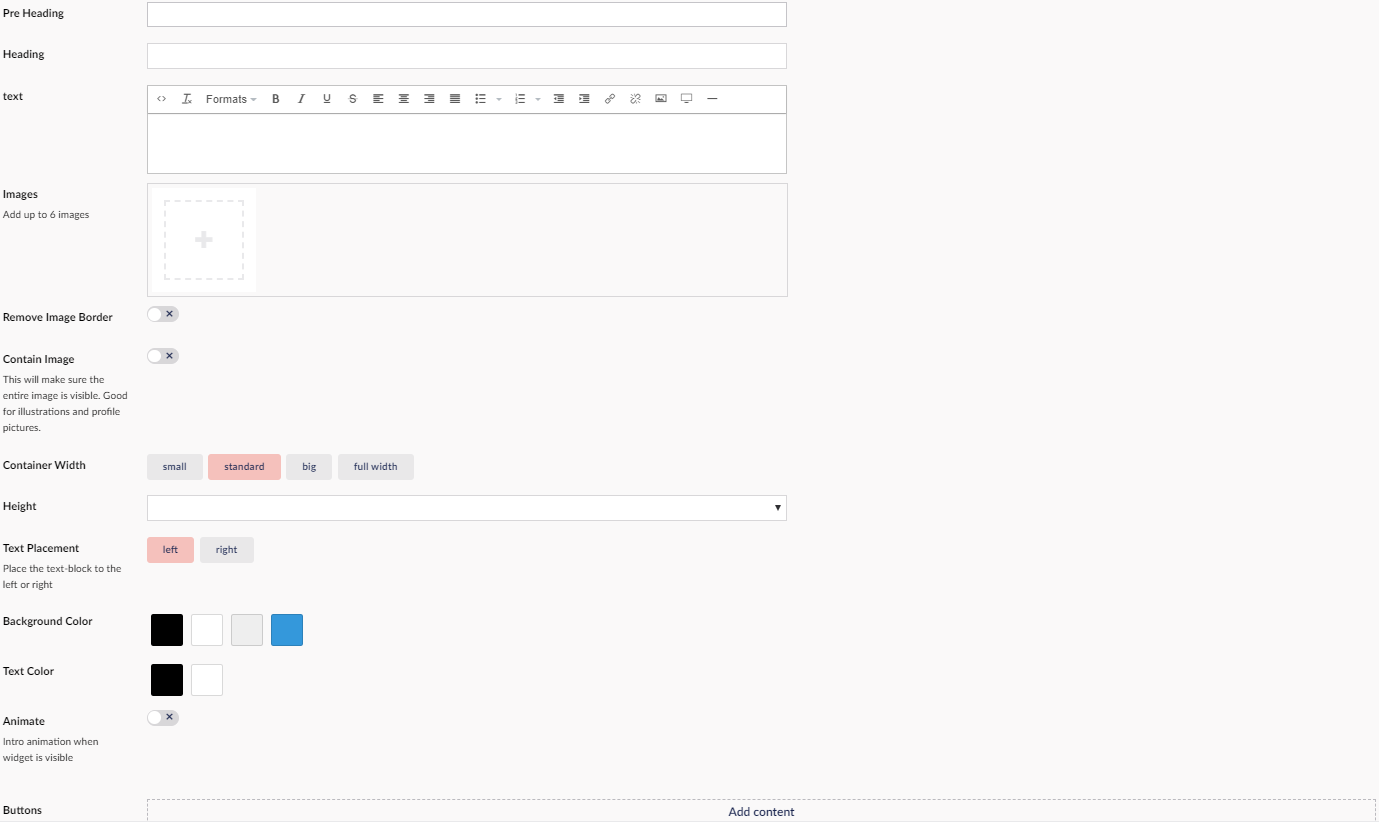 Pre Heading
Heading
text
Formats
B I U S
Images
Add up to 6 images
Remove Image Border
Contain Image
This will make sure the
entire image is visible. Good
for illustrations and profile
pictures.
Container Width
small standard big full width
Height
Text Placement
Place the text-block to the
left or right
left right
Background Color
Text Color
Animate
Intro animation when
widget is visible
Buttons
Add content